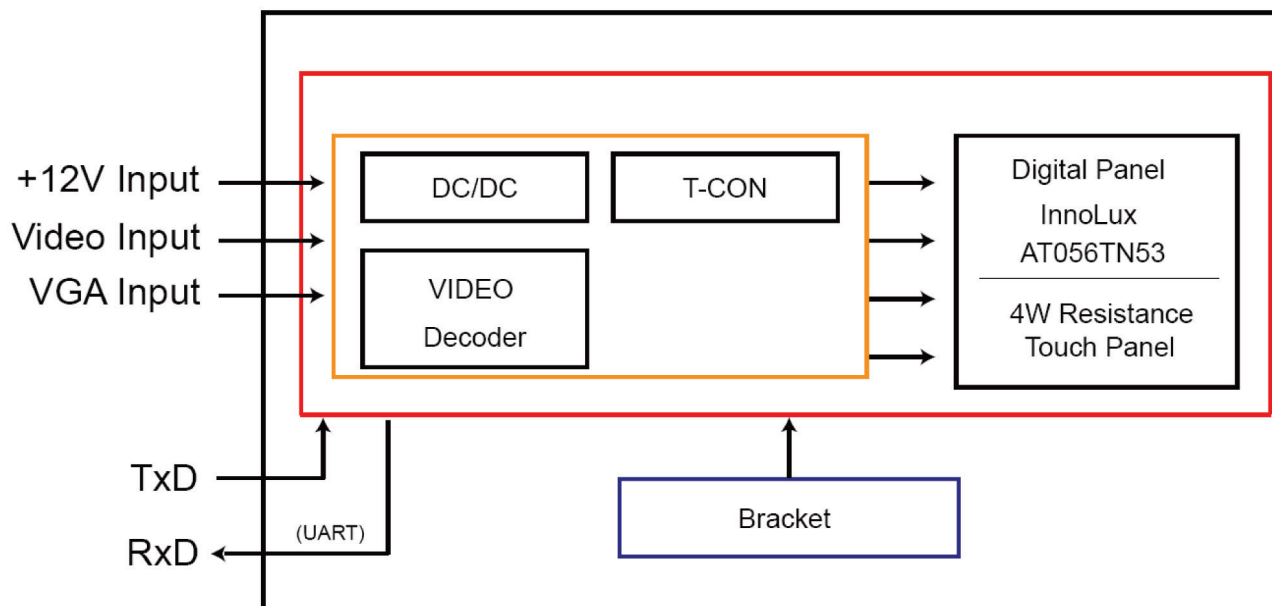 +12V Input
Video Input
VGA Input
DC/DC
T-CON
VIDEO
Decoder
Digital Panel
InnoLux
AT056TN53
4W Resistance
Touch Panel
TxD
RxD
(UART)
Bracket